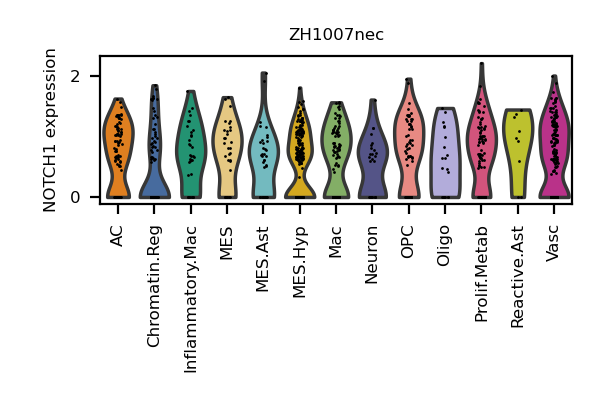 ZH1007nec
NOTCH1 expression
2
0
AC
Chromatin.Reg
Inflammatory.Mac
MES
MES.Ast
MES.Hyp
Mac
Neuron
OPC
Oligo
Prolif.Metab
Reactive.Ast
Vasc